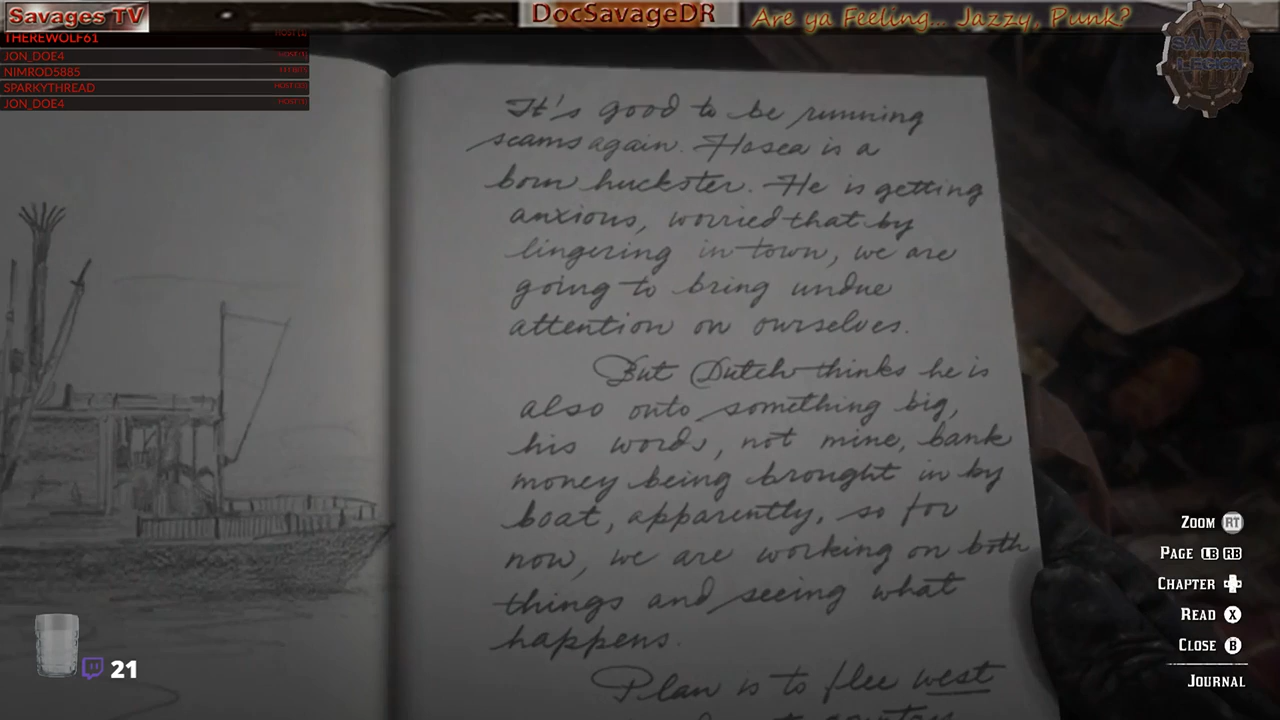 Savages TV
DocSavageDR
Are ya Feeling... Jazzy, Punk?
SAVAGE
LEGION
THEREWOLF61
JON_DOE4
NIMROD5885
SPARKYTHREAD
JON_DOE4
It's good to be running
scams again. Hosea is a
born huckster. He is getting
anxious, worried that by
lingering in town, we are
going to bring undue
attention on ourselves.
But Dutch thinks he is
also onto something big,
his words, not mine, bank
money being brought in by
boat, apparently, so for
now, we are working on both
things and seeing what
happens.
Plan is to flee west
ZOOM RT
PAGE LB RB
CHAPTER
READ X
CLOSE B
JOURNAL
21